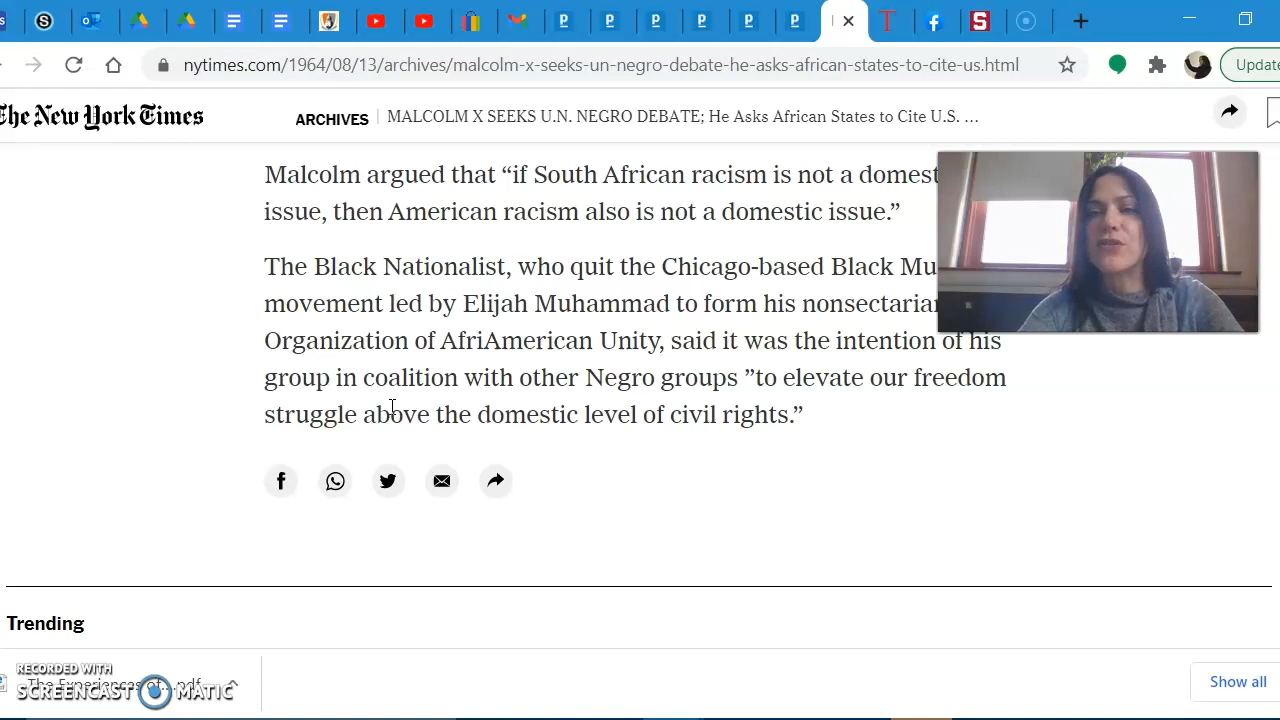 nytimes.com/1964/08/13/archives/malcolm-x-seeks-un-negro-debate-he-asks-african-states-to-cite-us.html
Update
The New York Times
ARCHIVES
MALCOLM X SEEKS U.N. NEGRO DEBATE; He Asks African States to Cite U.S. ...
Malcolm argued that “if South African racism is not a domest
issue, then American racism also is not a domestic issue.”
The Black Nationalist, who quit the Chicago-based Black Mu
movement led by Elijah Muhammad to form his nonsectarian
Organization of AfriAmerican Unity, said it was the intention of his
group in coalition with other Negro groups ”to elevate our freedom
struggle above the domestic level of civil rights.”
Trending
RECORDED WITH
SCREENCAST MATIC
The Experiences of....pdf
Show all